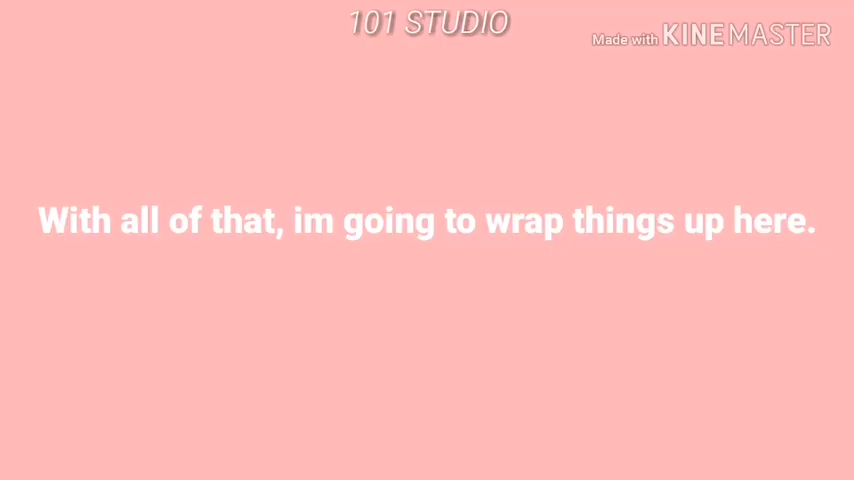 101 STUDIO
Made with KINEMASTER
With all of that, im going to wrap things up here.